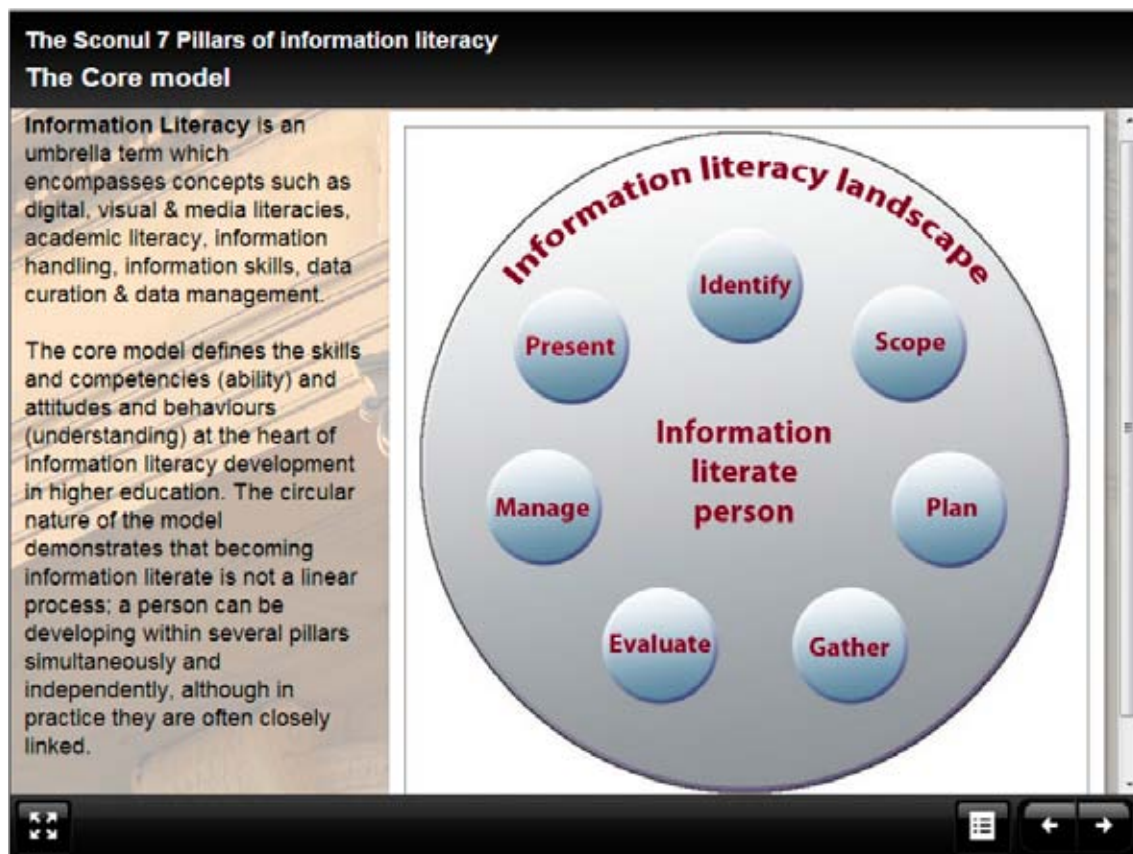 The Sconul 7 Pillars of information literacy
The Core model
Information Literacy is an
umbrella term which
encompasses concepts such as
digital, visual & media literacies,
academic literacy, information
handling, information skills, data
curation & data management.
The core model defines the skills
and competencies (ability) and
attitudes and behaviours
(understanding) at the heart of
information literacy development
in higher education. The circular
nature of the model
demonstrates that becoming
information literate is not a linear
process; a person can be
developing within several pillars
simultaneously and
independently, although in
practice they are often closely
linked.
Information literacy landscape
Identify
Scope
Plan
Gather
Evaluate
Manage
Present
Information
literate
person